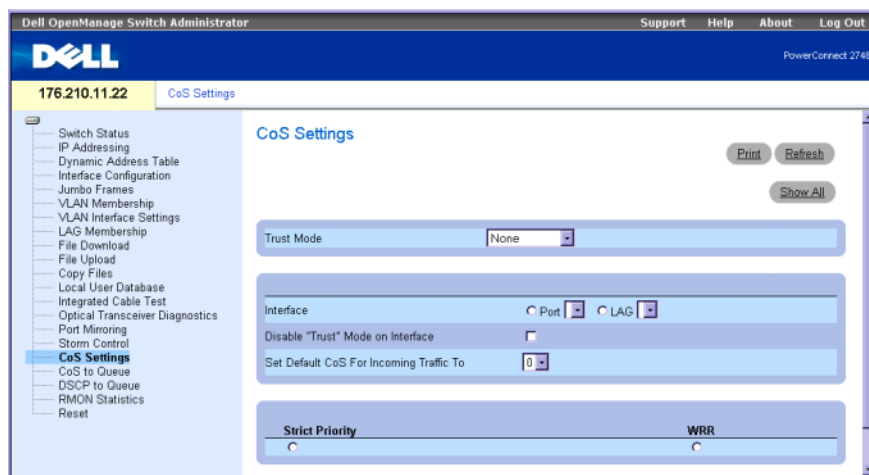 Dell OpenManage Switch Administrator
Support Help About Log Out
DELL
PowerConnect 2748
176.210.11.22
CoS Settings
Switch Status
IP Addressing
Dynamic Address Table
Interface Configuration
Jumbo Frames
VLAN Membership
VLAN Interface Settings
LAG Membership
File Download
File Upload
Copy Files
Local User Database
Integrated Cable Test
Optical Transceiver Diagnostics
Port Mirroring
Storm Control
CoS Settings
CoS to Queue
DSCP to Queue
RMON Statistics
Reset
CoS Settings
Print Refresh
Show All
Trust Mode None
Interface Port LAG
Disable "Trust" Mode on Interface
Set Default CoS For Incoming Traffic To 0
Strict Priority WRR